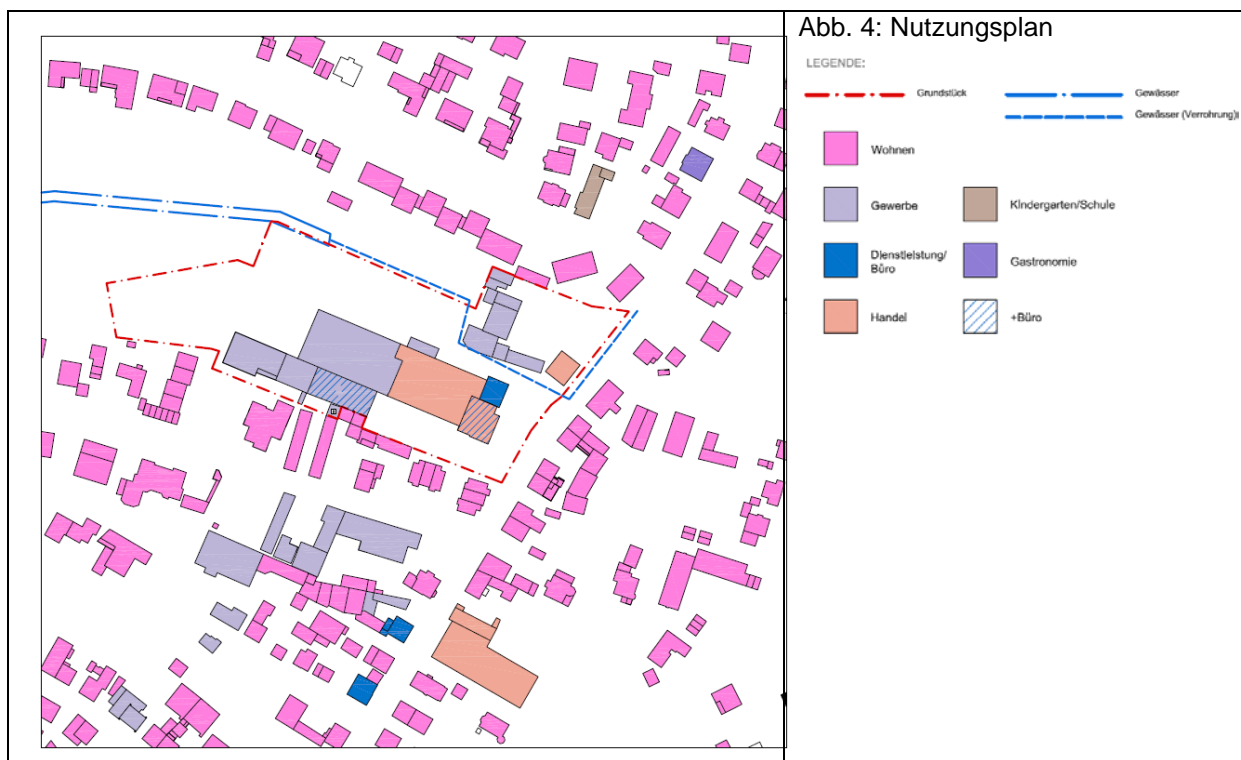 Abb. 4: Nutzungsplan
LEGENDE:
Grundstück
Gewässer
Gewässer (Verrohrung)
Wohnen
Gewerbe
Kindergarten/Schule
Dienstleistung/
Büro
Gastronomie
Handel
+Büro